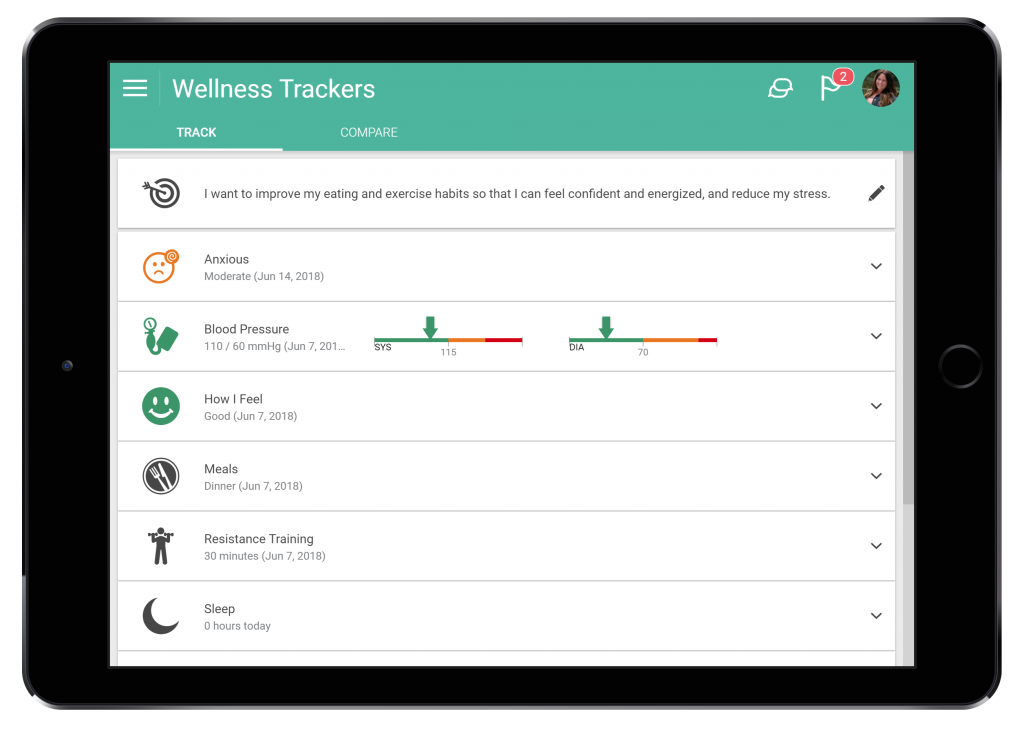 Wellness Trackers
2
TRACK
COMPARE
I want to improve my eating and exercise habits so that I can feel confident and energized, and reduce my stress.
Anxious
Moderate (Jun 14, 2018)
Blood Pressure
110 / 60 mmHg (Jun 7, 201...
SYS
115
DIA
70
How I Feel
Good (Jun 7, 2018)
Meals
Dinner (Jun 7, 2018)
Resistance Training
30 minutes (Jun 7, 2018)
Sleep
0 hours today